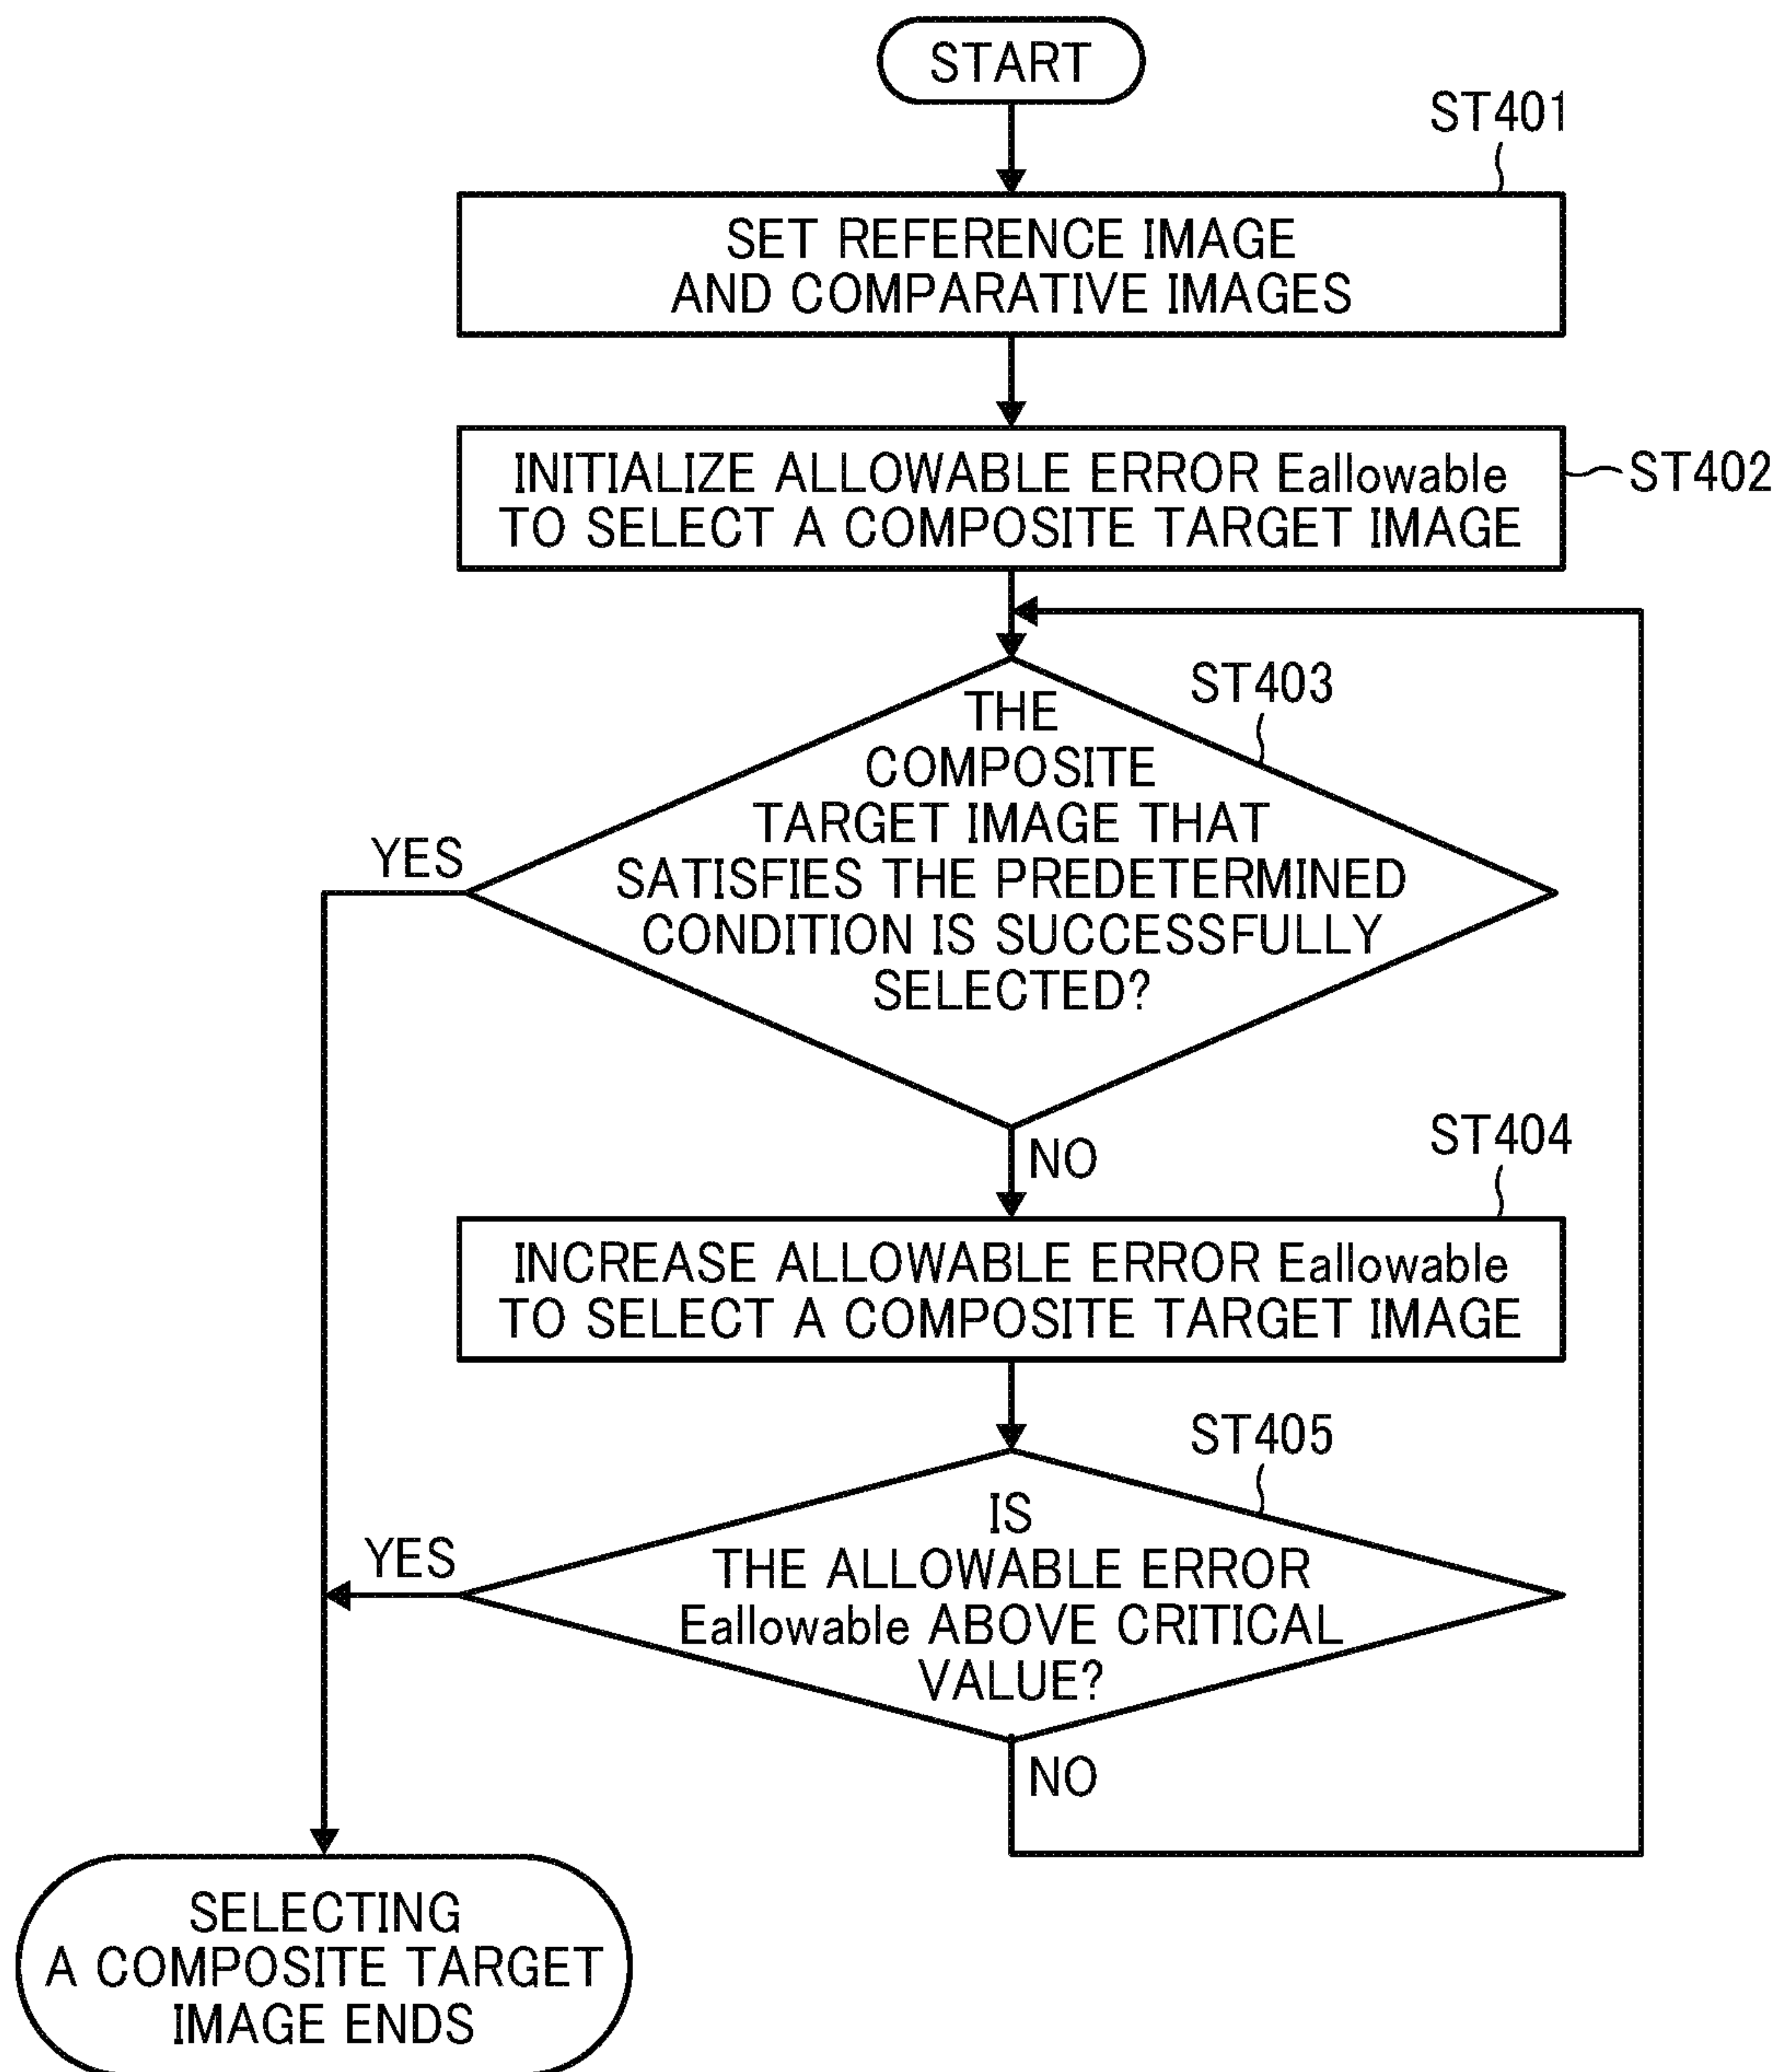 START
ST401
SET REFERENCE IMAGE
AND COMPARATIVE IMAGES
INITIALIZE ALLOWABLE ERROR Eallowable
TO SELECT A COMPOSITE TARGET IMAGE
ST402
ST403
THE
COMPOSITE
TARGET IMAGE THAT
SATISFIES THE PREDETERMINED
CONDITION IS SUCCESSFULLY
SELECTED?
YES
NO
ST404
INCREASE ALLOWABLE ERROR Eallowable
TO SELECT A COMPOSITE TARGET IMAGE
ST405
IS
THE ALLOWABLE ERROR
Eallowable ABOVE CRITICAL
VALUE?
YES
NO
SELECTING
A COMPOSITE TARGET
IMAGE ENDS